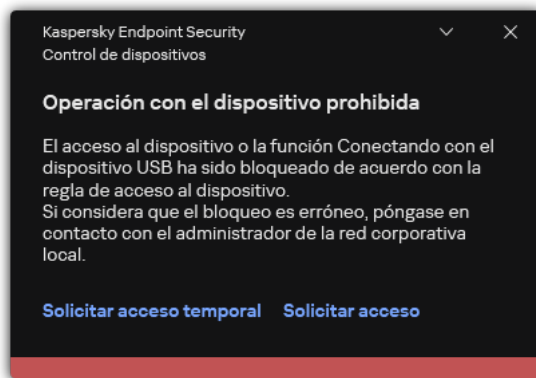 Kaspersky Endpoint Security
Control de dispositivos
Operación con el dispositivo prohibida
El acceso al dispositivo o la función Conectando con el
dispositivo USB ha sido bloqueado de acuerdo con la
regla de acceso al dispositivo.
Si considera que el bloqueo es erróneo, póngase en
contacto con el administrador de la red corporativa
local.
Solicitar acceso temporal Solicitar acceso